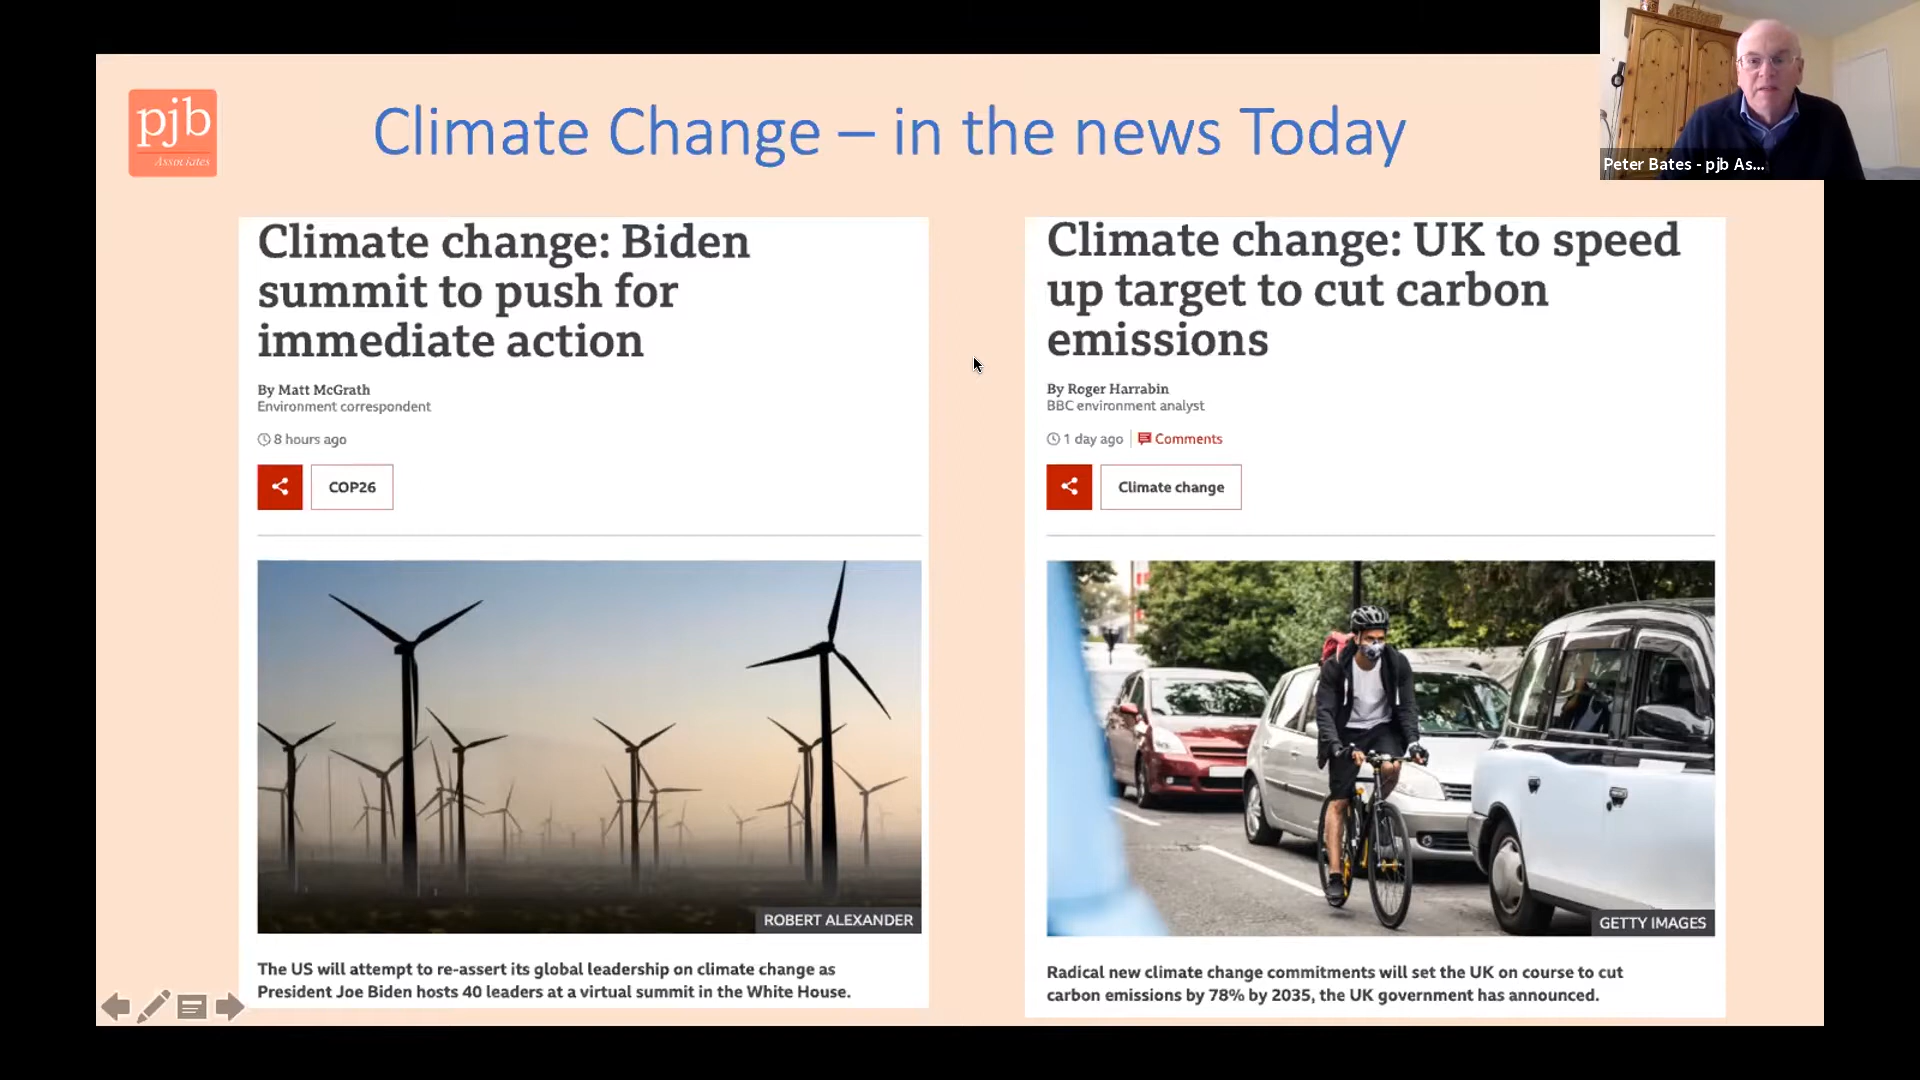 pjb
Associates
Climate Change – in the news Today
Peter Bates - pjb As...
Climate change: Biden
summit to push for
immediate action
By Matt McGrath
Environment correspondent
8 hours ago
COP26
ROBERT ALEXANDER
The US will attempt to re-assert its global leadership on climate change as
President Joe Biden hosts 40 leaders at a virtual summit in the White House.
Climate change: UK to speed
up target to cut carbon
emissions
By Roger Harrabin
BBC environment analyst
1 day ago
Comments
Climate change
GETTY IMAGES
Radical new climate change commitments will set the UK on course to cut
carbon emissions by 78% by 2035, the UK government has announced.